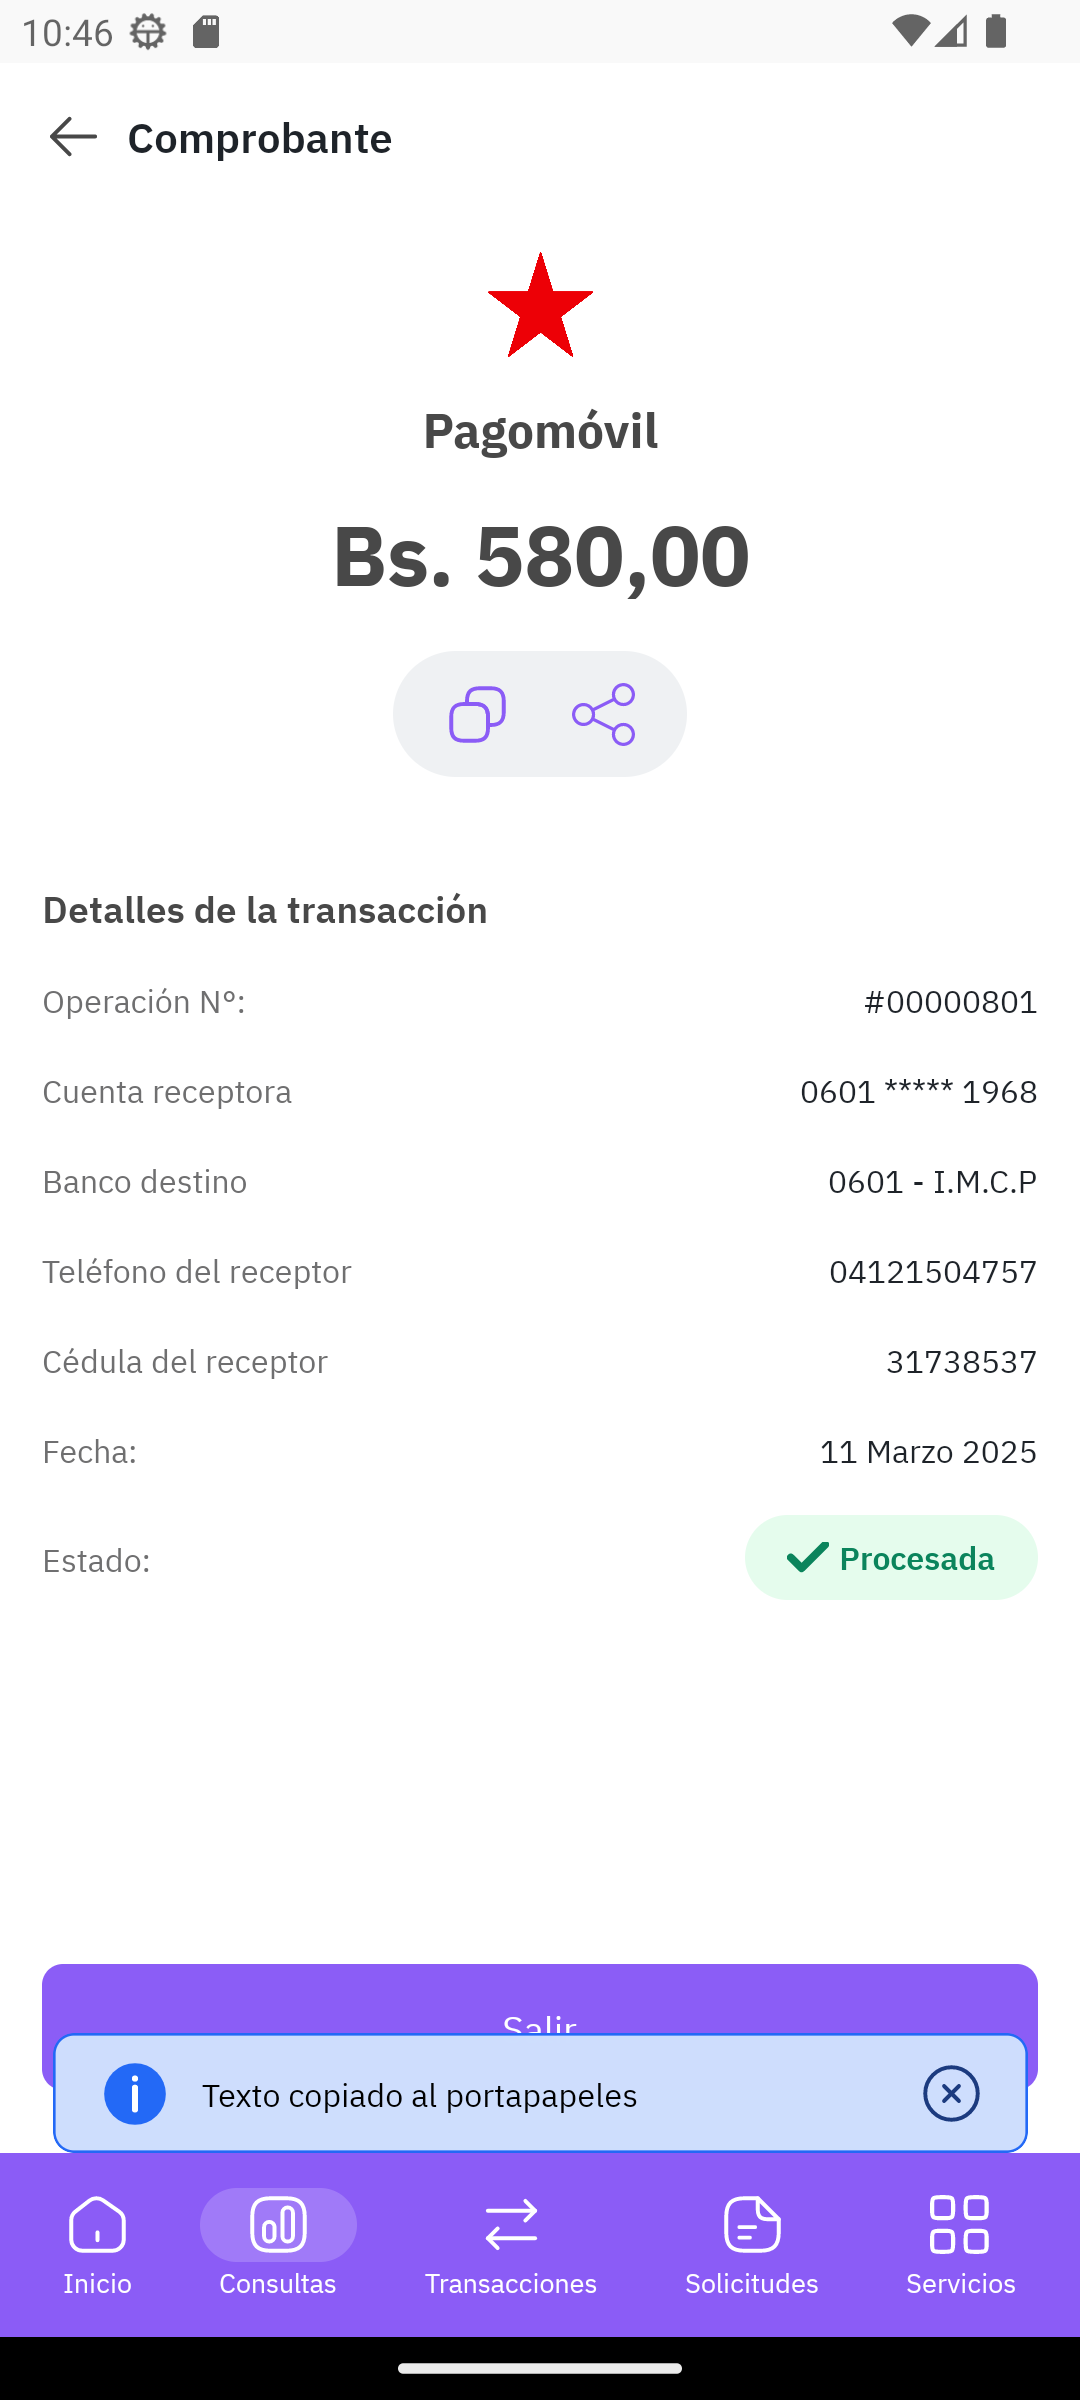 10:46
Comprobante
Pagomóvil
Bs. 580,00
Detalles de la transacción
Operación N°: #00000801
Cuenta receptora 0601 ***** 1968
Banco destino 0601 - I.M.C.P
Teléfono del receptor 04121504757
Cédula del receptor 31738537
Fecha: 11 Marzo 2025
Estado: Procesada
Salir
Texto copiado al portapapeles
Inicio Consultas Transacciones Solicitudes Servicios